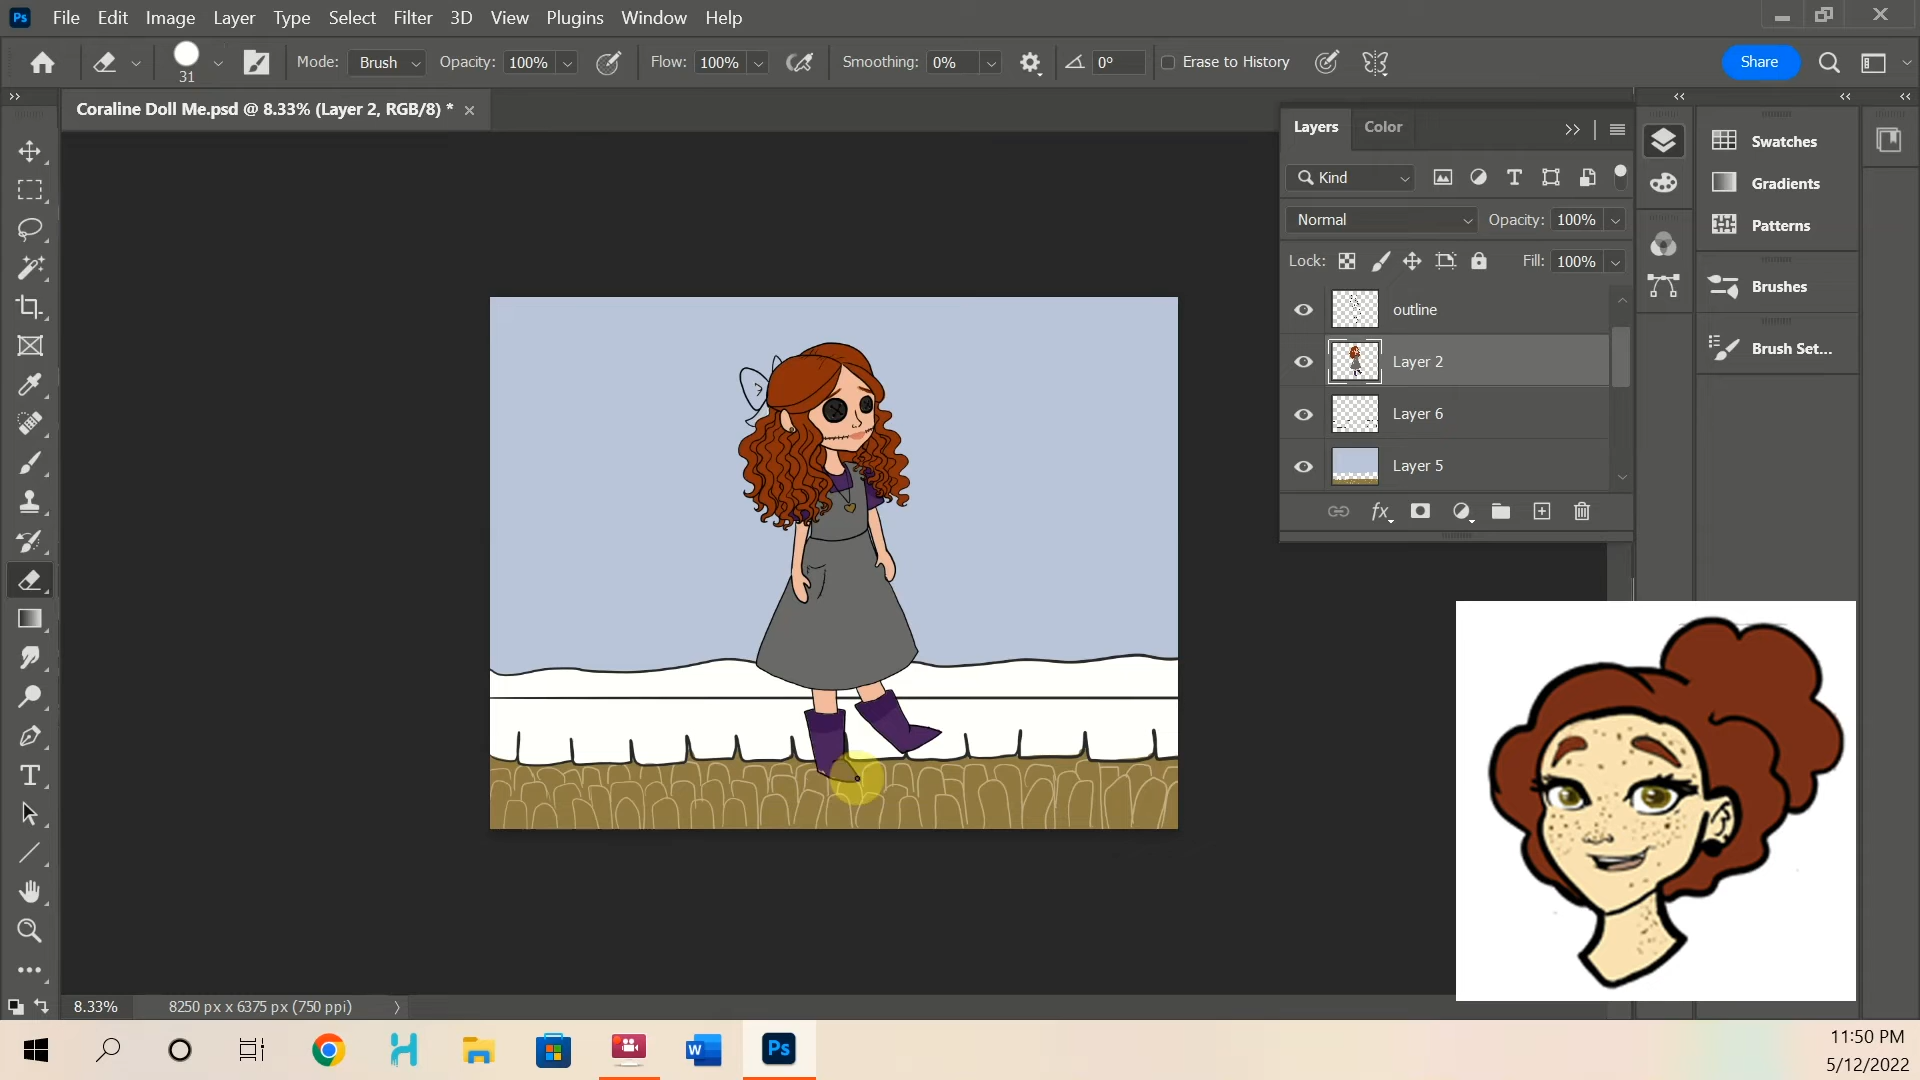 Ps File Edit Image Layer Type Select Filter 3D View Plugins Window Help
31 Mode: Brush Opacity: 100% Flow: 100% Smoothing: 0% 0° Erase to History Share
Coraline Doll Me.psd @ 8.33% (Layer 2, RGB/8) *
Layers Color
Kind
Normal Opacity: 100%
Lock: Fill: 100%
outline
Layer 2
Layer 6
Layer 5
fx
Swatches
Gradients
Patterns
Brushes
Brush Set...
8.33% 8250 px x 6375 px (750 ppi)
W Ps
11:50 PM
5/12/2022